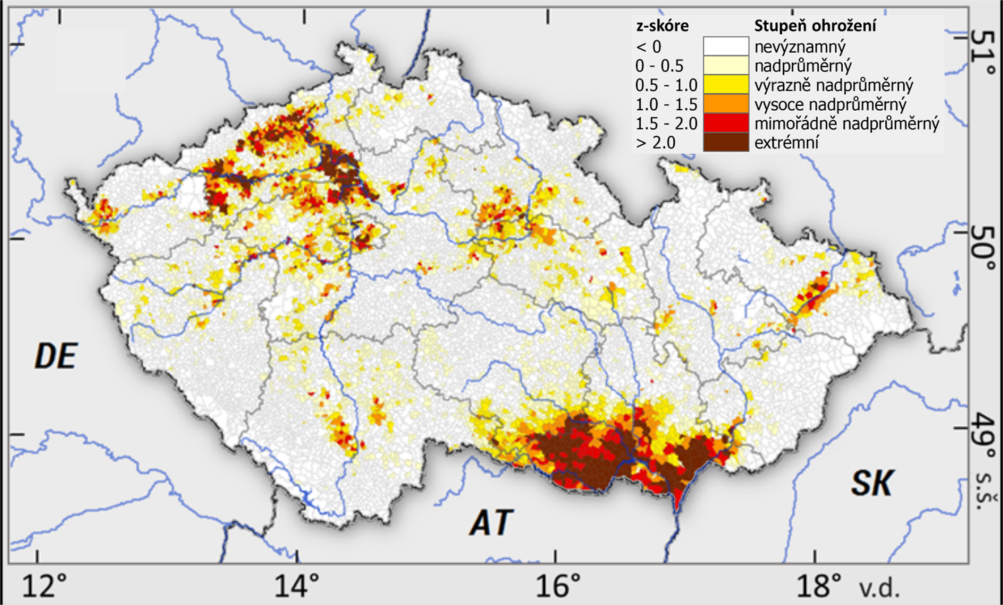 z-skóre Stupeň ohrožení
< 0 nevýznamný
0 - 0.5 nadprůměrný
0.5 - 1.0 výrazně nadprůměrný
1.0 - 1.5 vysoce nadprůměrný
1.5 - 2.0 mimořádně nadprůměrný
> 2.0 extrémní
51°
50°
49° s.š.
DE
AT
SK
12° 14° 16° 18° v.d.